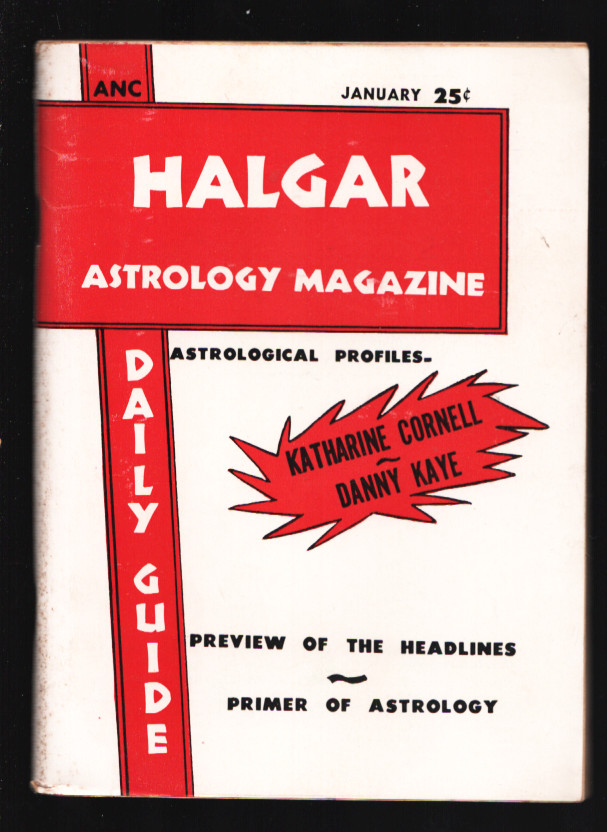 ANC
JANUARY 25¢
HALGAR
ASTROLOGY MAGAZINE
DAILY GUIDE
ASTROLOGICAL PROFILES-
KATHARINE CORNELL
~
DANNY KAYE
PREVIEW OF THE HEADLINES
~
PRIMER OF ASTROLOGY